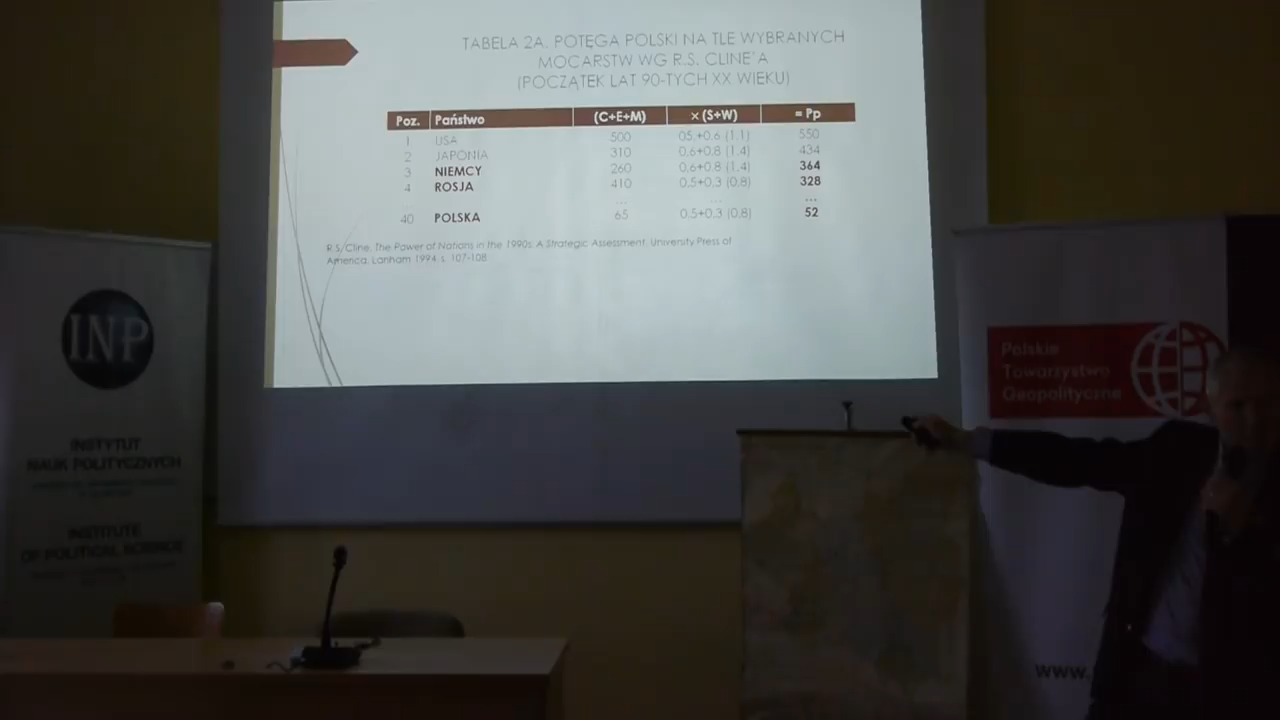 TABELA 2A. POTĘGA POLSKI NA TLE WYBRANYCH
MOCARSTW WG R.S. CLINE'A
(POCZĄTEK LAT 90-TYCH XX WIEKU)
Poz. Państwo (C+E+M) × (S+W) = Pp
1 USA 500 05.+0.6 (1.1) 550
2 JAPONIA 310 0.6+0.8 (1.4) 434
3 NIEMCY 260 0.6+0.8 (1.4) 364
4 ROSJA 410 0.5+0.3 (0.8) 328
... ... ...
40 POLSKA 65 0.5+0.3 (0.8) 52
R.S. Cline, The Power of Nations in the 1990s. A Strategic Assessment, University Press of
America, Lanham 1994, s. 107-108
INP
INSTYTUT
NAUK POLITYCZNYCH
INSTITUTE
OF POLITICAL SCIENCE
Polskie
Towarzystwo
Geopolityczne
www.